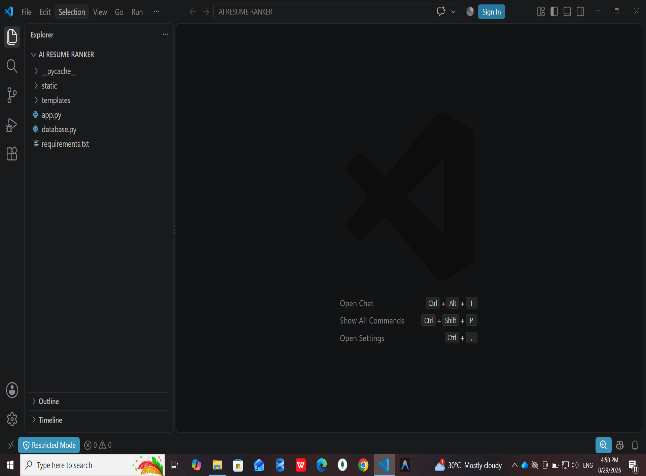 File Edit Selection View Go Run ···
AI RESUME RANKER
Sign In
Explorer
AI RESUME RANKER
__pycache__
static
templates
app.py
database.py
requirements.txt
Open Chat Ctrl + Alt + I
Show All Commands Ctrl + Shift + P
Open Settings Ctrl + ,
Outline
Timeline
Restricted Mode 0 0
Type here to search
30°C Mostly cloudy
ENG